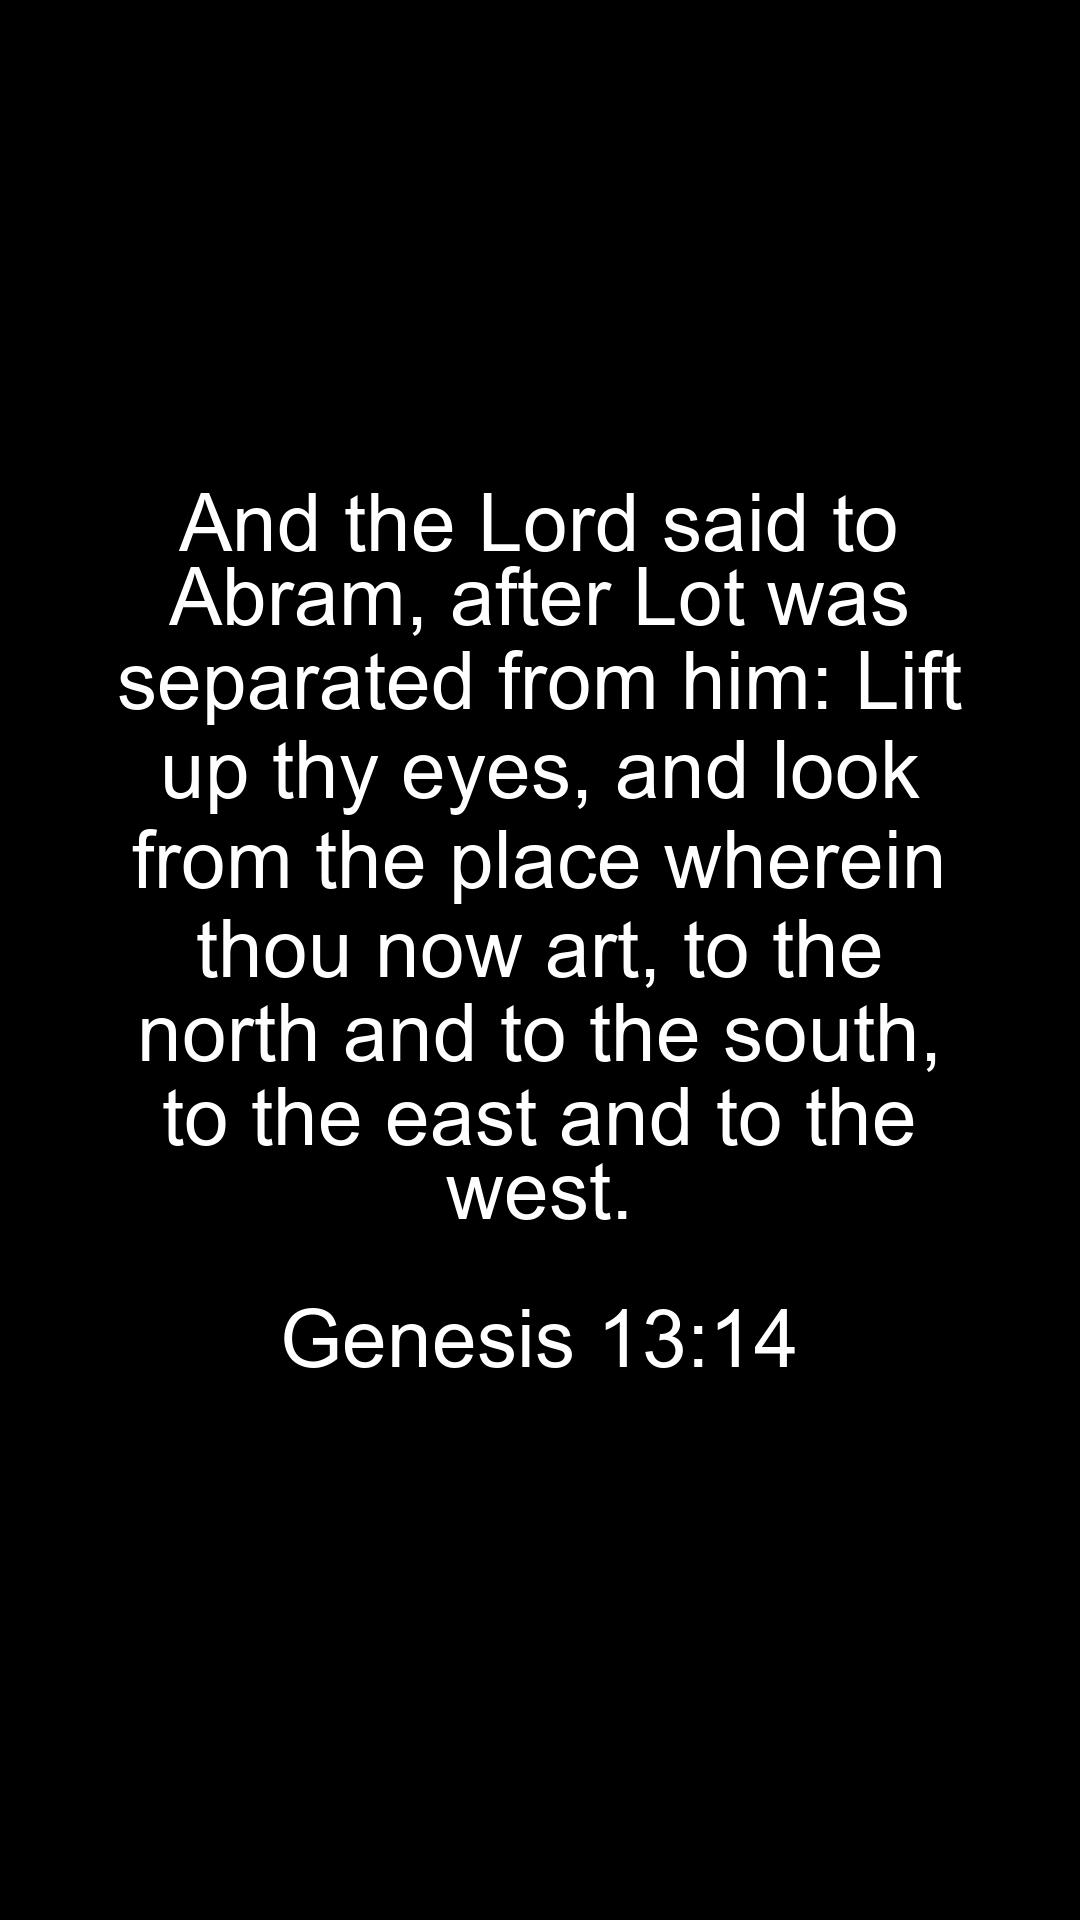 And the Lord said to
Abram, after Lot was
separated from him: Lift
up thy eyes, and look
from the place wherein
thou now art, to the
north and to the south,
to the east and to the
west.
Genesis 13:14